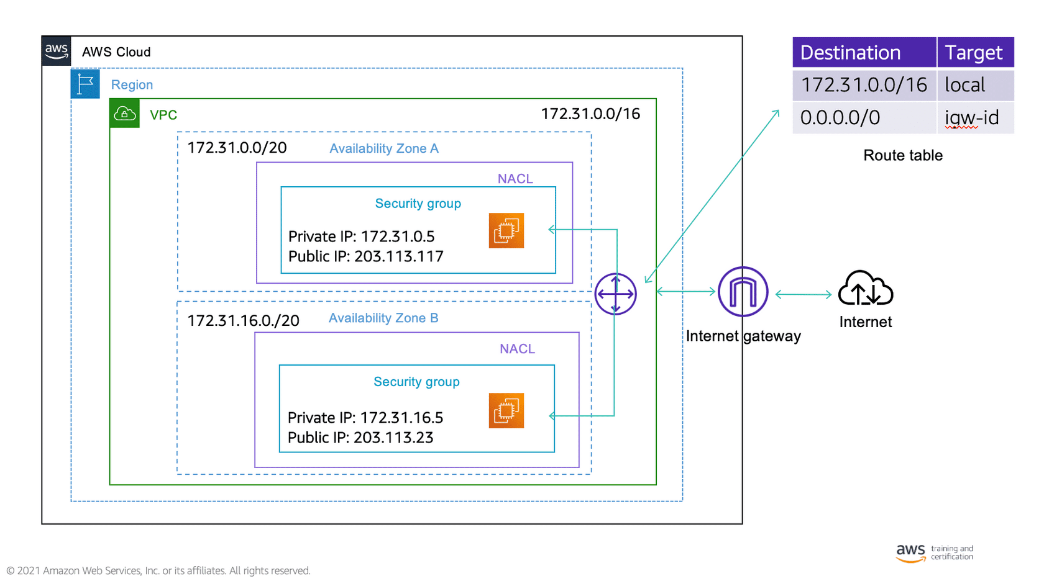 aws
AWS Cloud
Region
VPC
172.31.0.0/16
172.31.0.0/20
Availability Zone A
NACL
Security group
Private IP: 172.31.0.5
Public IP: 203.113.117
172.31.16.0./20
Availability Zone B
NACL
Security group
Private IP: 172.31.16.5
Public IP: 203.113.23
Destination Target
172.31.0.0/16 local
0.0.0.0/0 igw-id
Route table
Internet gateway
Internet
aws training and
certification
© 2021 Amazon Web Services, Inc. or its affiliates. All rights reserved.